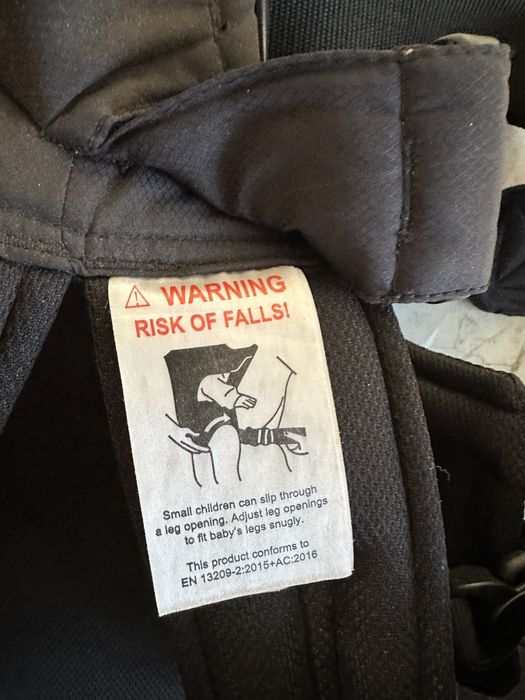 WARNING
RISK OF FALLS!
Small children can slip through
a leg opening. Adjust leg openings
to fit baby's legs snugly.
This product conforms to
EN 13209-2:2015+AC:2016